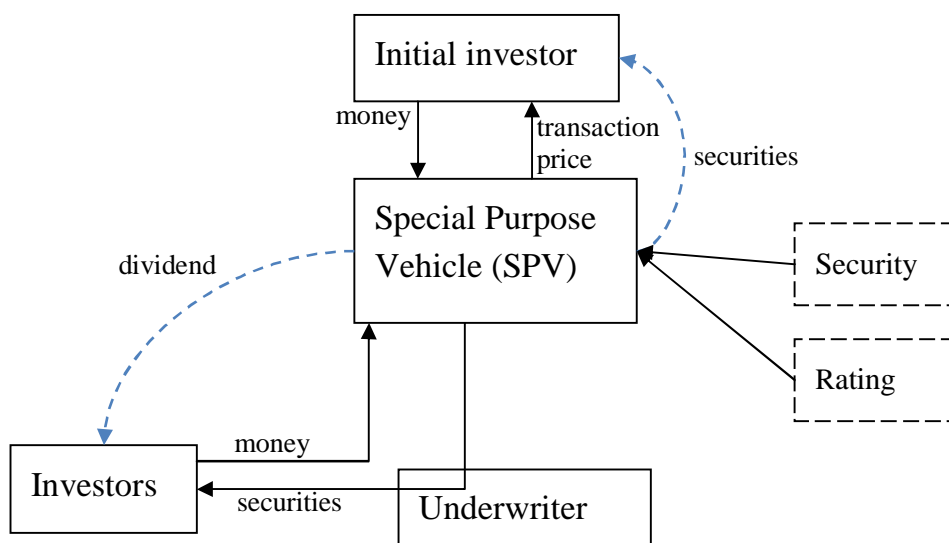 Initial investor
money
transaction
price
securities
Special Purpose
Vehicle (SPV)
dividend
Security
Rating
money
Investors
securities
Underwriter